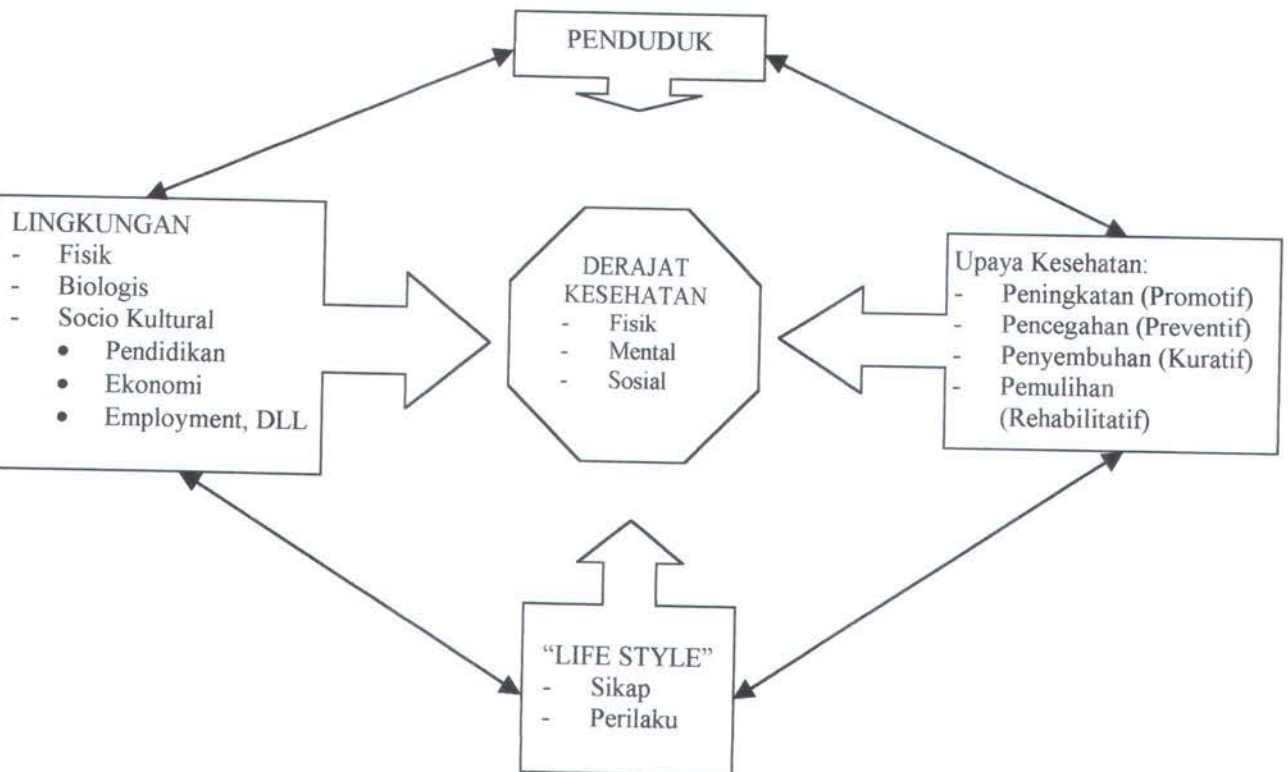 PENDUDUK
LINGKUNGAN
- Fisik
- Biologis
- Socio Kultural
• Pendidikan
• Ekonomi
• Employment, DLL
DERAJAT
KESEHATAN
- Fisik
- Mental
- Sosial
Upaya Kesehatan:
- Peningkatan (Promotif)
- Pencegahan (Preventif)
- Penyembuhan (Kuratif)
- Pemulihan
(Rehabilitatif)
“LIFE STYLE”
- Sikap
- Perilaku